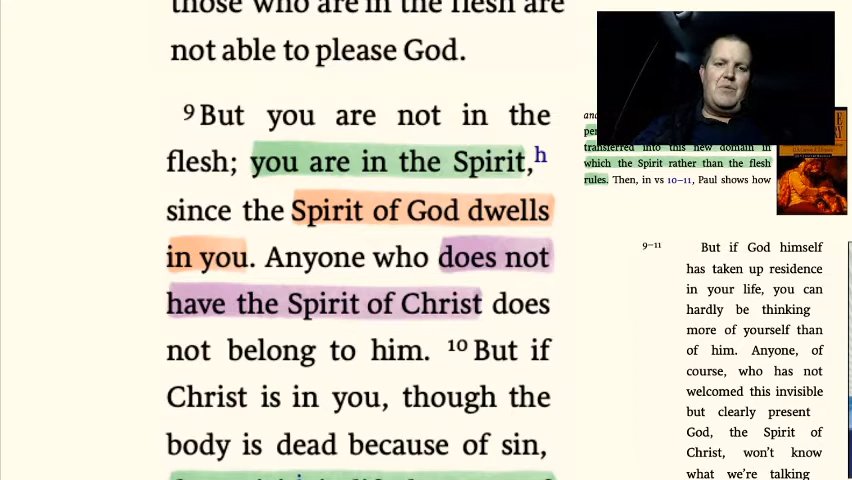 those who are in the flesh are
not able to please God.
9 But you are not in the
flesh; you are in the Spirit,h
since the Spirit of God dwells
in you. Anyone who does not
have the Spirit of Christ does
not belong to him. 10 But if
Christ is in you, though the
body is dead because of sin,
transferred into this new domain in
which the Spirit rather than the flesh
rules. Then, in vs 10–11, Paul shows how
9–11
But if God himself
has taken up residence
in your life, you can
hardly be thinking
more of yourself than
of him. Anyone, of
course, who has not
welcomed this invisible
but clearly present
God, the Spirit of
Christ, won't know
what we're talking